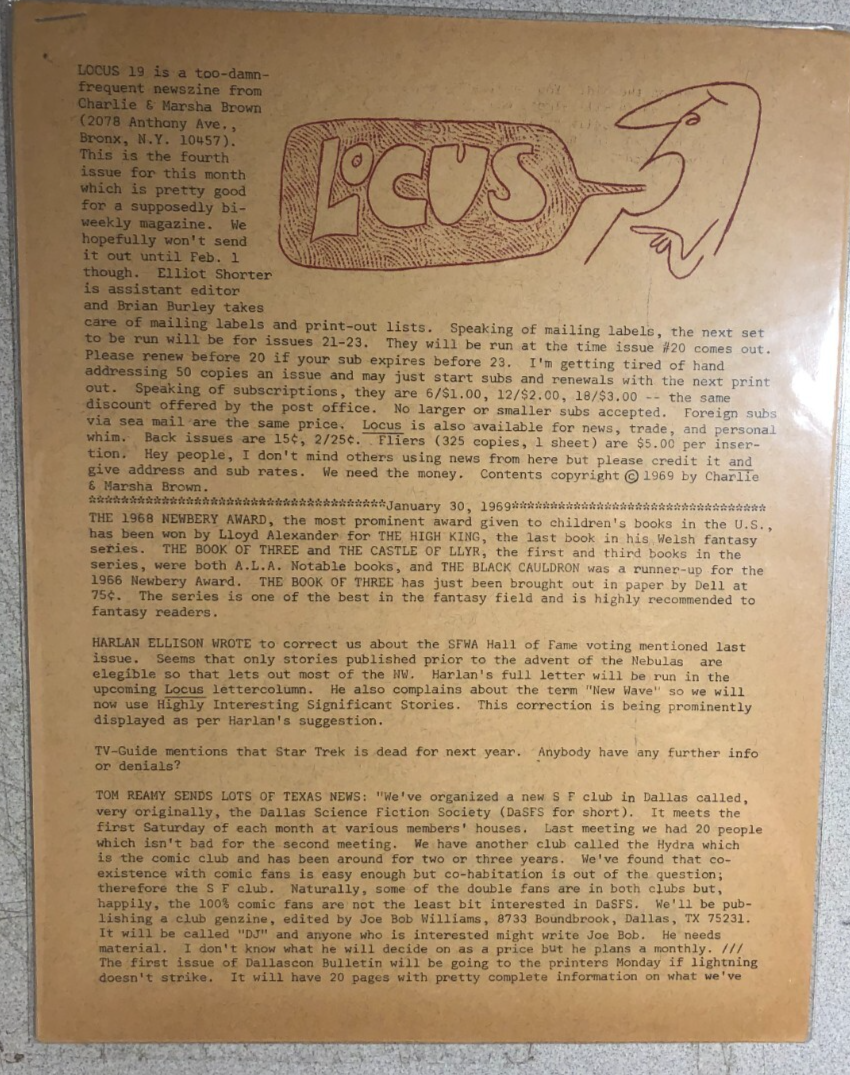 LOCUS 19 is a too-damn-
frequent newszine from
Charlie & Marsha Brown
(2078 Anthony Ave.,
Bronx, N.Y. 10457).
This is the fourth
issue for this month
which is pretty good
for a supposedly bi-
weekly magazine. We
hopefully won't send
it out until Feb. 1
though. Elliot Shorter
is assistant editor
and Brian Burley takes
LOCUS
care of mailing labels and print-out lists. Speaking of mailing labels, the next set
to be run will be for issues 21-23. They will be run at the time issue #20 comes out.
Please renew before 20 if your sub expires before 23. I'm getting tired of hand
addressing 50 copies an issue and may just start subs and renewals with the next print
out. Speaking of subscriptions, they are 6/$1.00, 12/$2.00, 18/$3.00 -- the same
discount offered by the post office. No larger or smaller subs accepted. Foreign subs
via sea mail are the same price. Locus is also available for news, trade, and personal
whim. Back issues are 15¢, 2/25¢. Fliers (325 copies, 1 sheet) are $5.00 per inser-
tion. Hey people, I don't mind others using news from here but please credit it and
give address and sub rates. We need the money. Contents copyright © 1969 by Charlie
& Marsha Brown.
************************************January 30, 1969*******************************
THE 1968 NEWBERY AWARD, the most prominent award given to children's books in the U.S.,
has been won by Lloyd Alexander for THE HIGH KING, the last book in his Welsh fantasy
series. THE BOOK OF THREE and THE CASTLE OF LLYR, the first and third books in the
series, were both A.L.A. Notable books, and THE BLACK CAULDRON was a runner-up for the
1966 Newbery Award. THE BOOK OF THREE has just been brought out in paper by Dell at
75¢. The series is one of the best in the fantasy field and is highly recommended to
fantasy readers.
HARLAN ELLISON WROTE to correct us about the SFWA Hall of Fame voting mentioned last
issue. Seems that only stories published prior to the advent of the Nebulas are
elegible so that lets out most of the NW. Harlan's full letter will be run in the
upcoming Locus lettercolumn. He also complains about the term "New Wave" so we will
now use Highly Interesting Significant Stories. This correction is being prominently
displayed as per Harlan's suggestion.
TV-Guide mentions that Star Trek is dead for next year. Anybody have any further info
or denials?
TOM REAMY SENDS LOTS OF TEXAS NEWS: "We've organized a new S F club in Dallas called,
very originally, the Dallas Science Fiction Society (DaSFS for short). It meets the
first Saturday of each month at various members' houses. Last meeting we had 20 people
which isn't bad for the second meeting. We have another club called the Hydra which
is the comic club and has been around for two or three years. We've found that co-
existence with comic fans is easy enough but co-habitation is out of the question;
therefore the S F club. Naturally, some of the double fans are in both clubs but,
happily, the 100% comic fans are not the least bit interested in DaSFS. We'll be pub-
lishing a club genzine, edited by Joe Bob Williams, 8733 Boundbrook, Dallas, TX 75231.
It will be called "DJ" and anyone who is interested might write Joe Bob. He needs
material. I don't know what he will decide on as a price but he plans a monthly. ///
The first issue of Dallascon Bulletin will be going to the printers Monday if lightning
doesn't strike. It will have 20 pages with pretty complete information on what we've